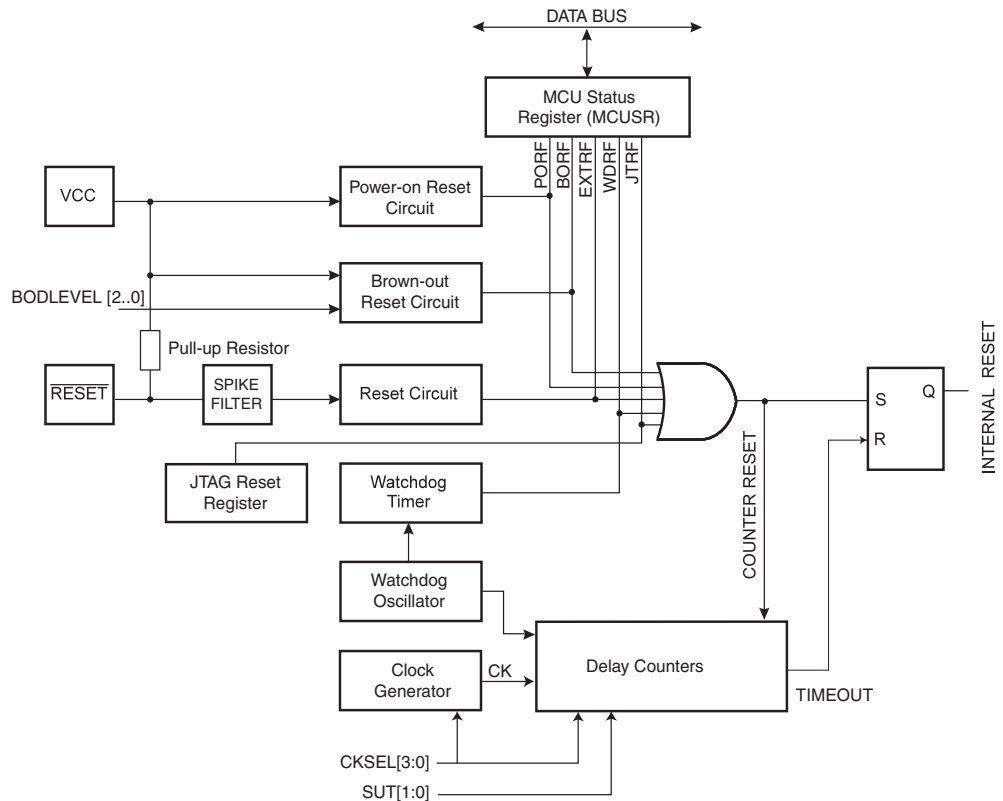 DATA BUS
MCU Status
Register (MCUSR)
PORF
BORF
EXTRF
WDRF
JTRF
VCC
Power-on Reset
Circuit
Brown-out
Reset Circuit
BODLEVEL [2..0]
Pull-up Resistor
RESET
SPIKE
FILTER
Reset Circuit
JTAG Reset
Register
Watchdog
Timer
S
Q
R
INTERNAL RESET
COUNTER RESET
Watchdog
Oscillator
Clock
Generator
CK
Delay Counters
TIMEOUT
CKSEL[3:0]
SUT[1:0]